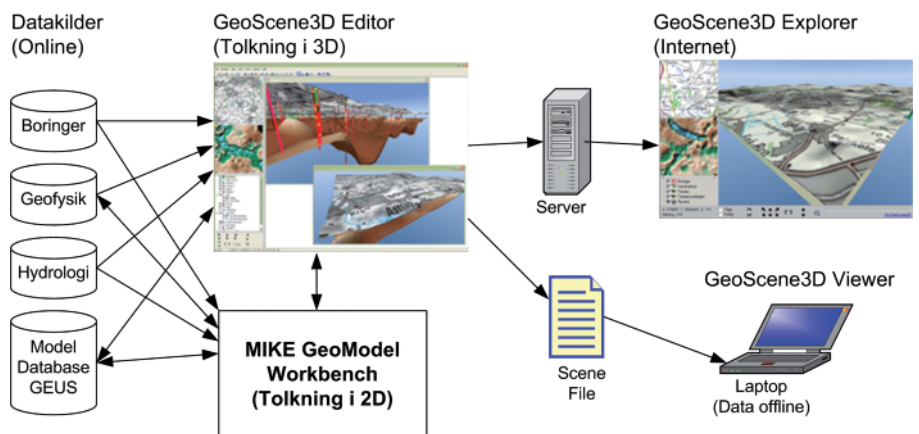 Datakilder
(Online)
GeoScene3D Editor
(Tolkning i 3D)
GeoScene3D Explorer
(Internet)
Boringer
Geofysik
Hydrologi
Model
Database
GEUS
MIKE GeoModel
Workbench
(Tolkning i 2D)
Server
Scene
File
GeoScene3D Viewer
Laptop
(Data offline)